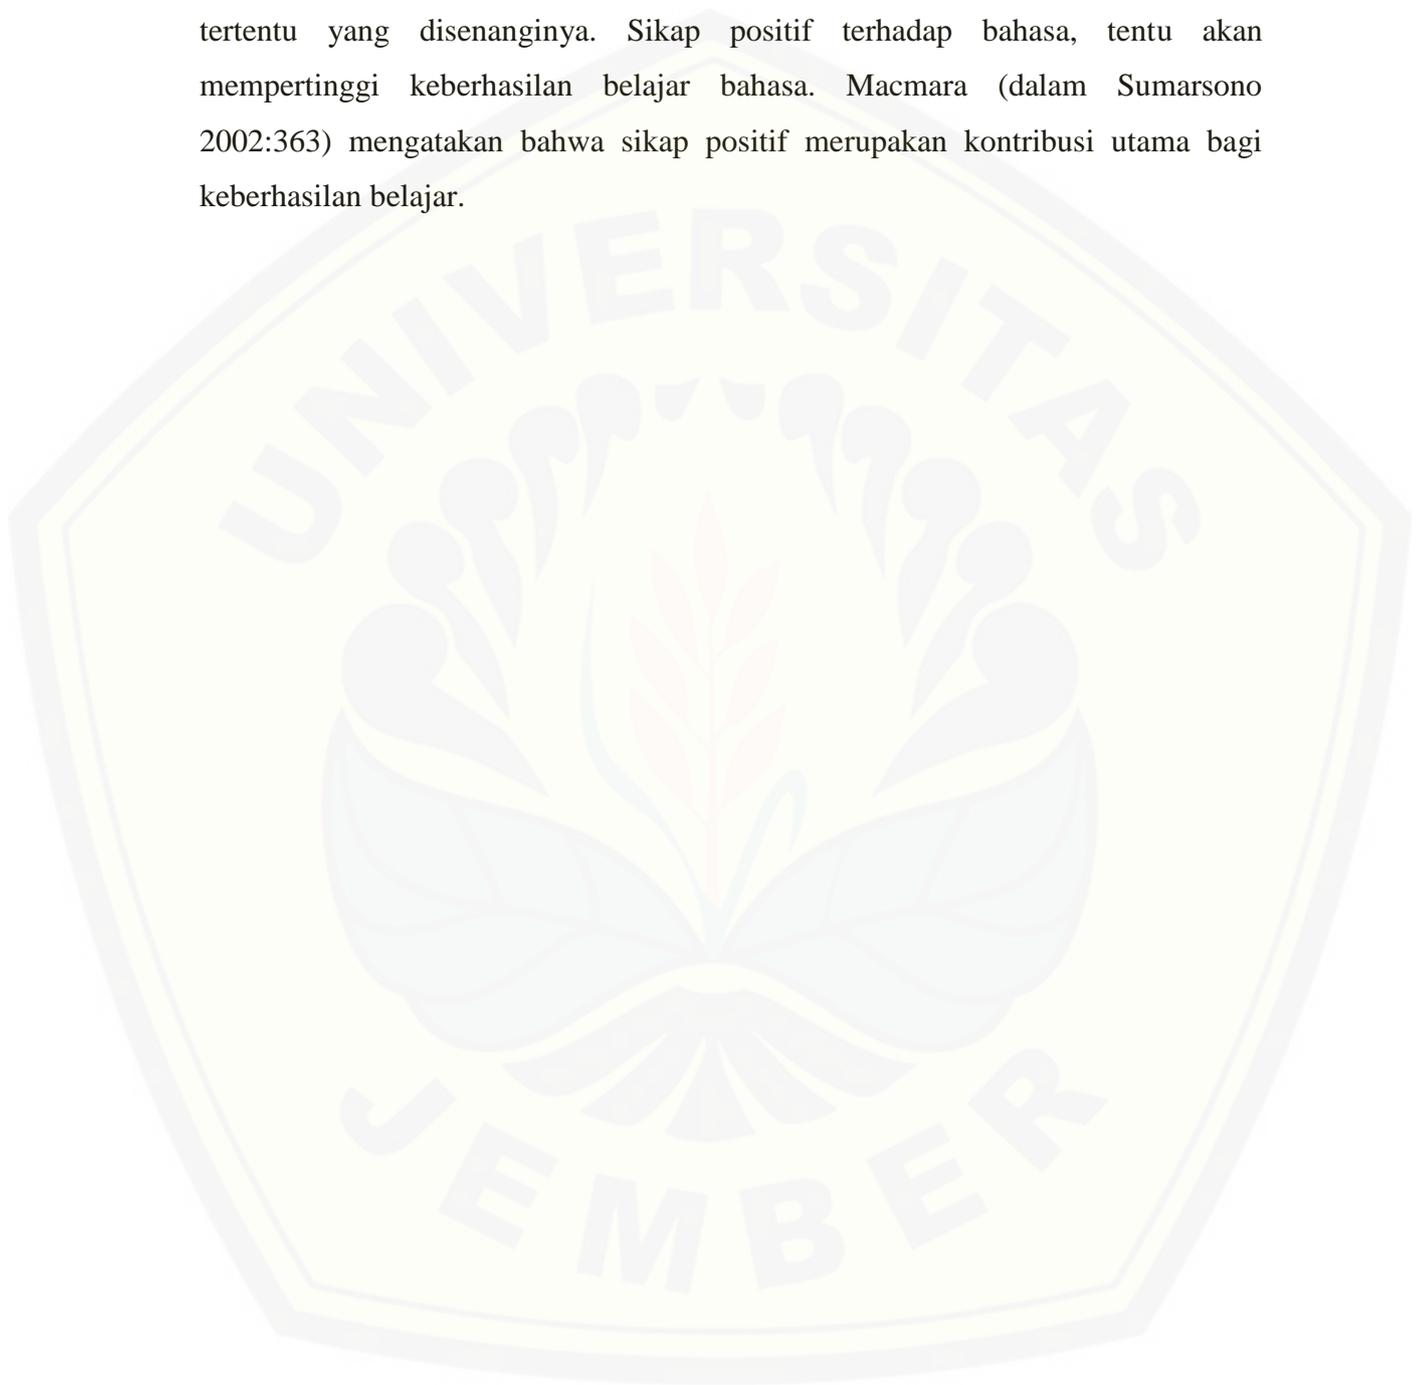 tertentu yang disenanginya. Sikap positif terhadap bahasa, tentu akan
mempertinggi keberhasilan belajar bahasa. Macmara (dalam Sumarsono
2002:363) mengatakan bahwa sikap positif merupakan kontribusi utama bagi
keberhasilan belajar.
UNIVERSITAS
JEMBER